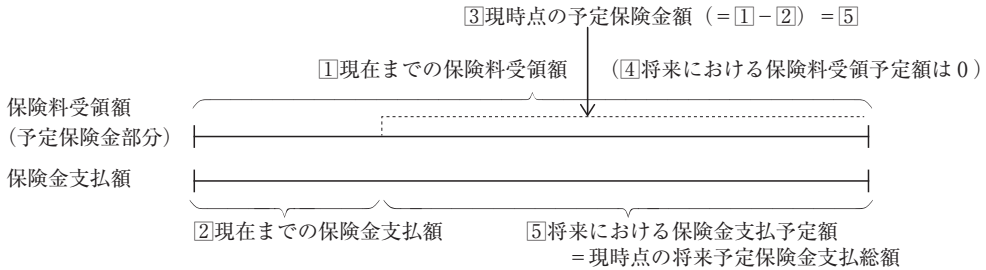 ③現時点の予定保険金額（＝①－②）＝⑤
①現在までの保険料受領額　（④将来における保険料受領予定額は0）
保険料受領額
（予定保険金部分）
保険金支払額
②現在までの保険金支払額　⑤将来における保険金支払予定額
＝現時点の将来予定保険金支払総額